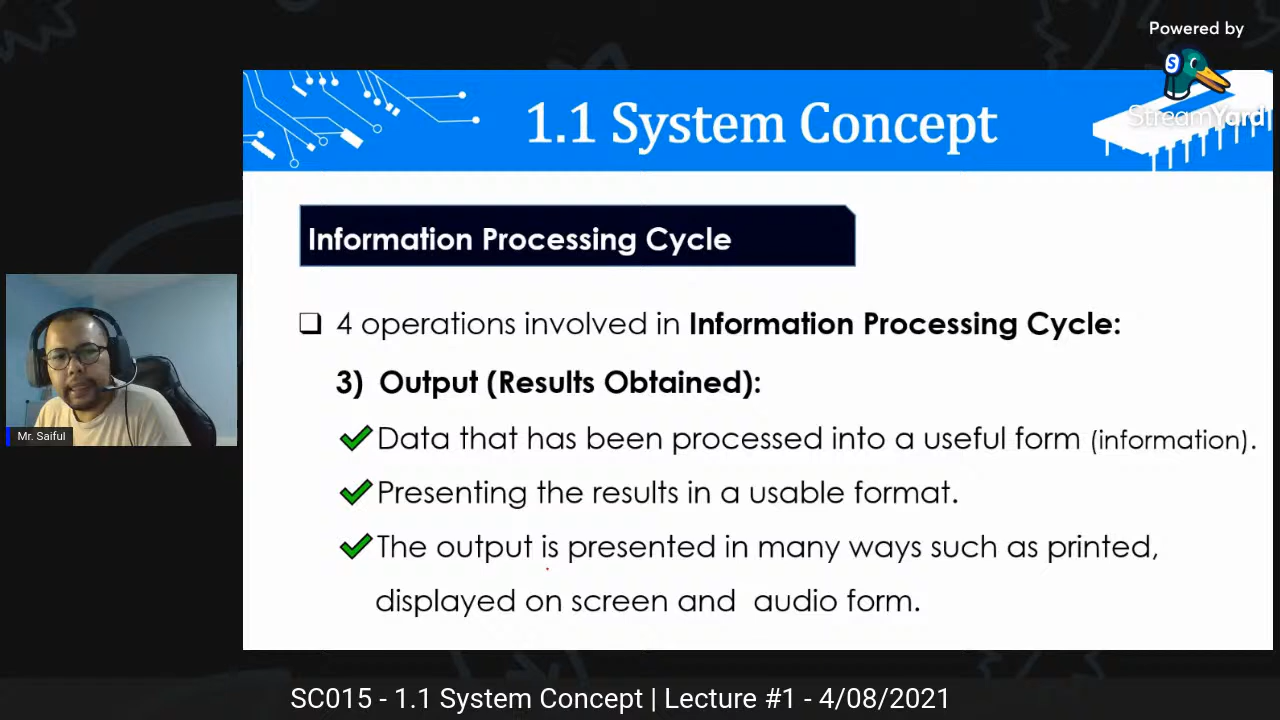 Powered by
StreamYard
1.1 System Concept
Information Processing Cycle
4 operations involved in Information Processing Cycle:
3) Output (Results Obtained):
Data that has been processed into a useful form (information).
Presenting the results in a usable format.
The output is presented in many ways such as printed,
displayed on screen and audio form.
Mr. Saiful
SC015 - 1.1 System Concept | Lecture #1 - 4/08/2021